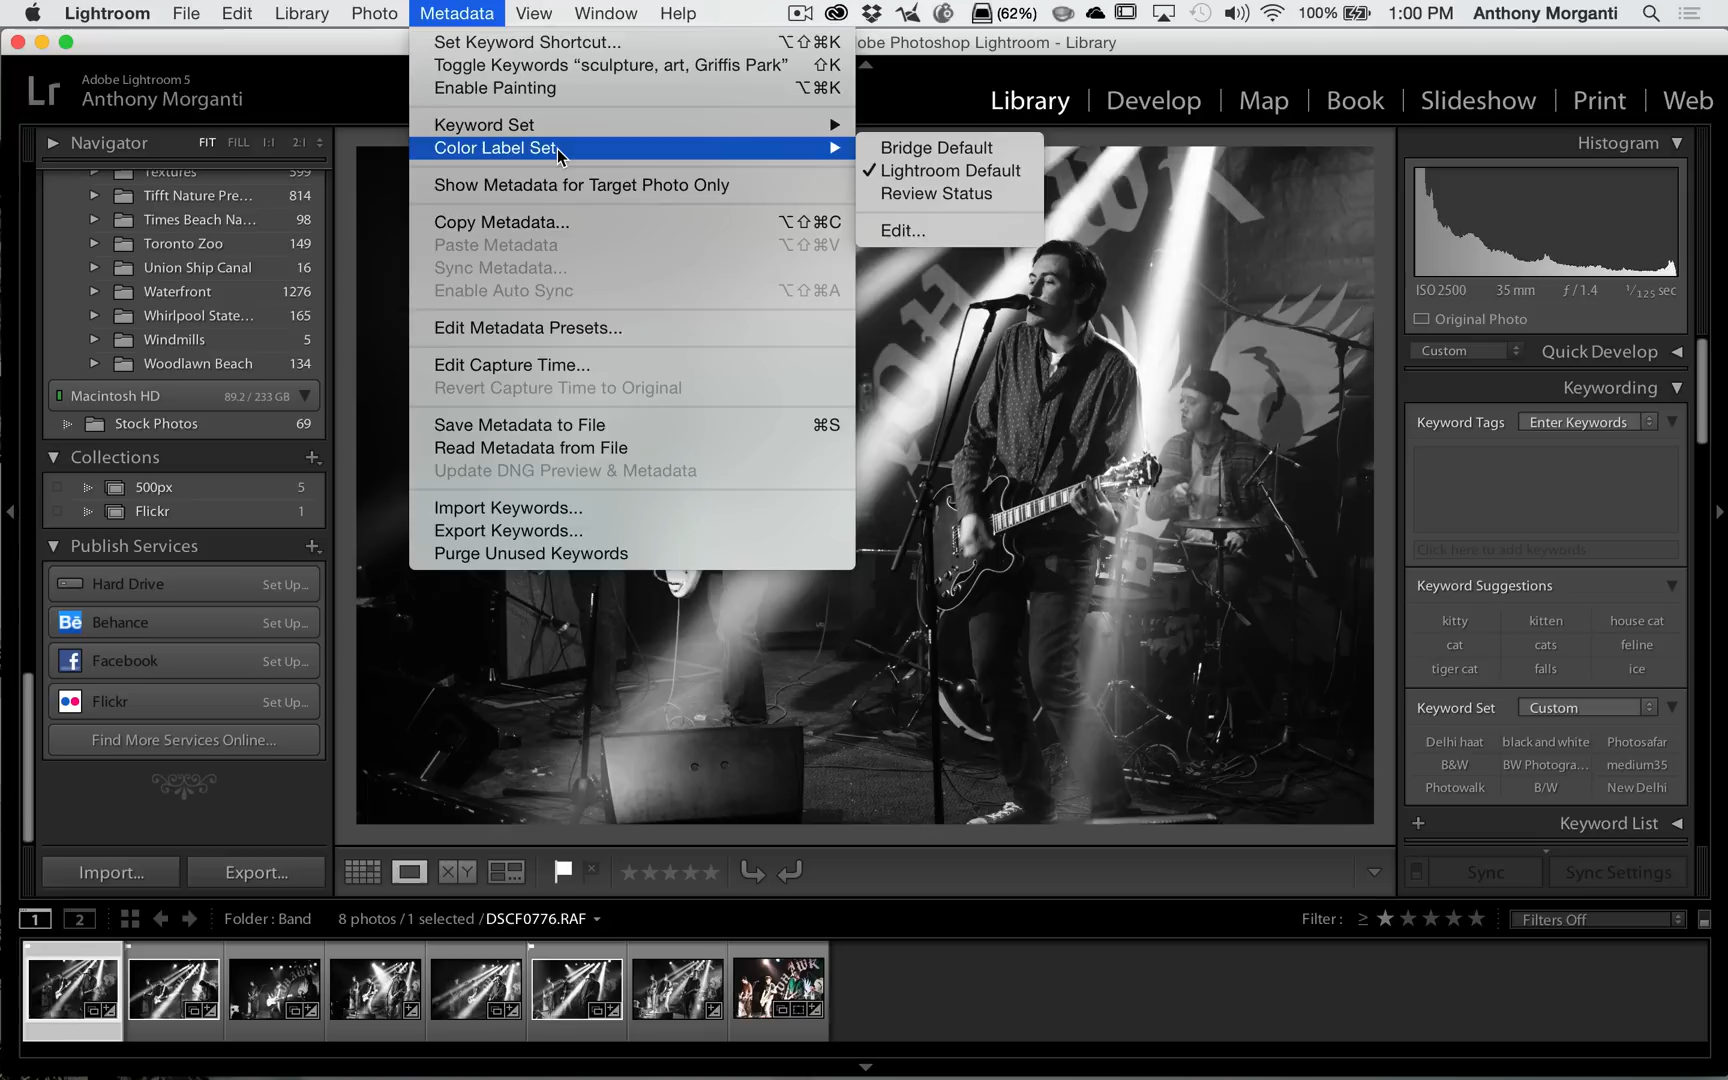 Lightroom File Edit Library Photo Metadata View Window Help (62%) 100% 1:00 PM Anthony Morganti
obe Photoshop Lightroom - Library
Lr Adobe Lightroom 5
Anthony Morganti
Library | Develop | Map | Book | Slideshow | Print | Web
Set Keyword Shortcut... ⌥⇧⌘K
Toggle Keywords “sculpture, art, Griffis Park” ⇧K
Enable Painting ⌥⌘K
Keyword Set
Color Label Set
Show Metadata for Target Photo Only
Copy Metadata... ⌥⇧⌘C
Paste Metadata ⌥⇧⌘V
Sync Metadata...
Enable Auto Sync ⌥⇧⌘A
Edit Metadata Presets...
Edit Capture Time...
Revert Capture Time to Original
Save Metadata to File ⌘S
Read Metadata from File
Update DNG Preview & Metadata
Import Keywords...
Export Keywords...
Purge Unused Keywords
Bridge Default
✓ Lightroom Default
Review Status
Edit...
Navigator FIT FILL 1:1 2:1
Textures 599
Tifft Nature Pre... 814
Times Beach Na... 98
Toronto Zoo 149
Union Ship Canal 16
Waterfront 1276
Whirlpool State... 165
Windmills 5
Woodlawn Beach 134
Macintosh HD 89.2 / 233 GB
Stock Photos 69
Collections
500px 5
Flickr 1
Publish Services
Hard Drive Set Up...
Bē Behance Set Up...
f Facebook Set Up...
Flickr Set Up...
Find More Services Online...
Import... Export...
Histogram
ISO 2500 35 mm ƒ / 1.4 1/125 sec
Original Photo
Custom Quick Develop
Keywording
Keyword Tags Enter Keywords
Click here to add keywords
Keyword Suggestions
kitty kitten house cat
cat cats feline
tiger cat falls ice
Keyword Set Custom
Delhi haat black and white Photosafar
B&W BW Photogra... medium35
Photowalk B/W New Delhi
Keyword List
Sync Sync Settings
X Y
1 2 Folder : Band 8 photos / 1 selected / DSCF0776.RAF Filter : ≥ ★★★★★ Filters Off